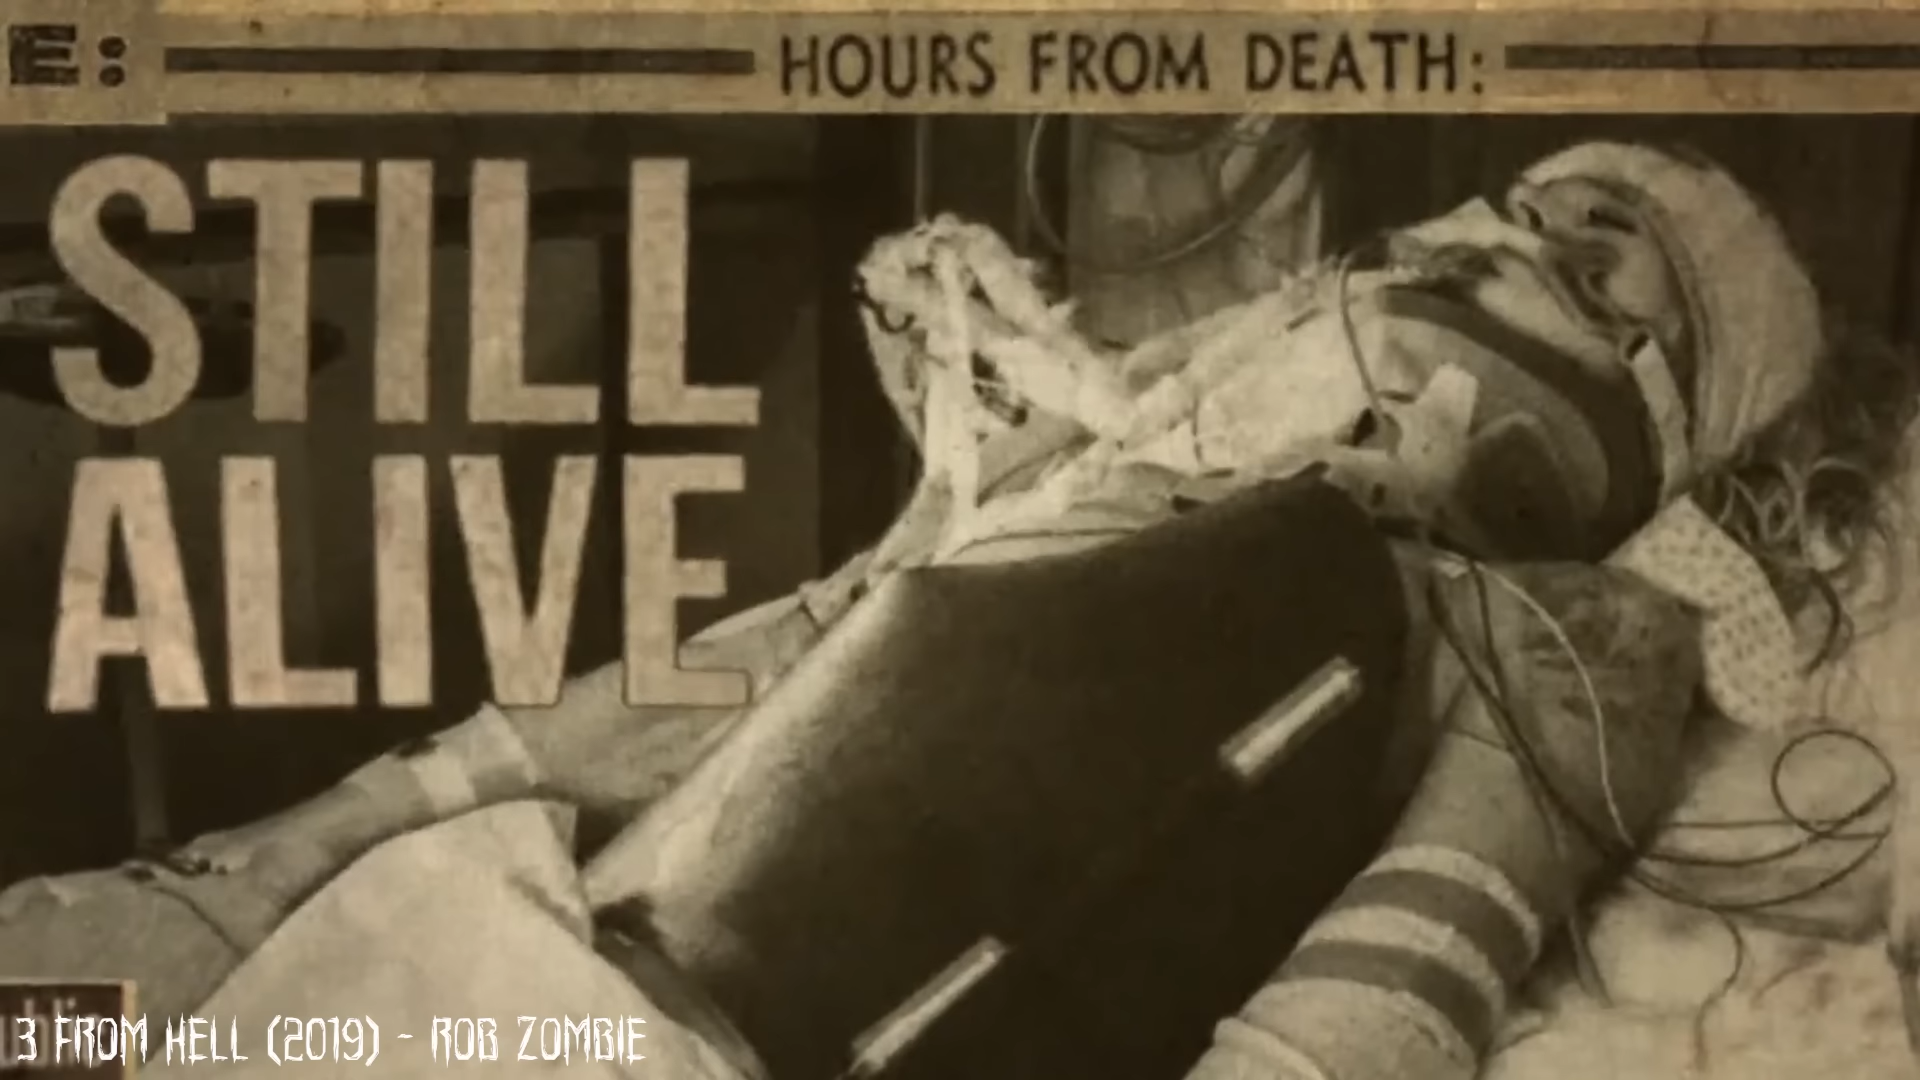 E:
HOURS FROM DEATH:
STILL
ALIVE
3 FROM HELL (2019) - ROB ZOMBIE